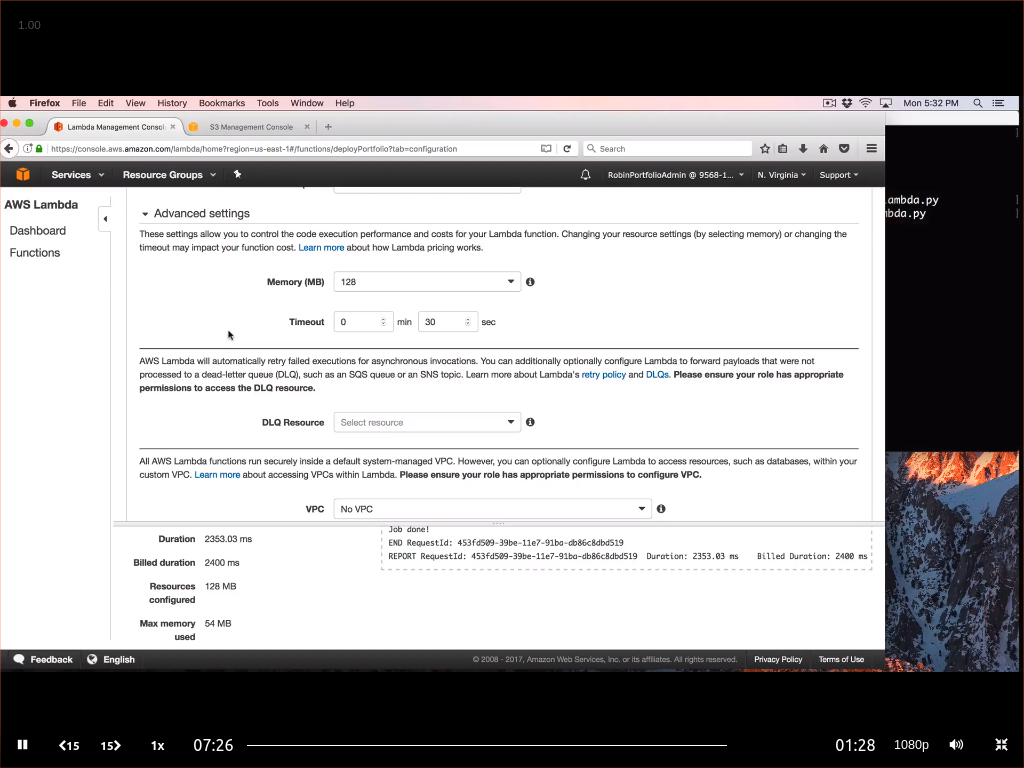 1.00
Firefox File Edit View History Bookmarks Tools Window Help Mon 5:32 PM
Lambda Management Consol S3 Management Console
https://console.aws.amazon.com/lambda/home?region=us-east-1#/functions/deployPortfolio?tab=configuration Search
Services Resource Groups RobinPortfolioAdmin @ 9568-1... N. Virginia Support
ambda.py
bda.py
AWS Lambda
Dashboard
Functions
Advanced settings
These settings allow you to control the code execution performance and costs for your Lambda function. Changing your resource settings (by selecting memory) or changing the
timeout may impact your function cost. Learn more about how Lambda pricing works.
Memory (MB) 128
Timeout 0 min 30 sec
AWS Lambda will automatically retry failed executions for asynchronous invocations. You can additionally optionally configure Lambda to forward payloads that were not
processed to a dead-letter queue (DLQ), such as an SQS queue or an SNS topic. Learn more about Lambda's retry policy and DLQs. Please ensure your role has appropriate
permissions to access the DLQ resource.
DLQ Resource Select resource
All AWS Lambda functions run securely inside a default system-managed VPC. However, you can optionally configure Lambda to access resources, such as databases, within your
custom VPC. Learn more about accessing VPCs within Lambda. Please ensure your role has appropriate permissions to configure VPC.
VPC No VPC
Duration 2353.03 ms
Billed duration 2400 ms
Resources configured 128 MB
Max memory used 54 MB
Job done!
END RequestId: 453fd509-39be-11e7-91ba-db86c8dbd519
REPORT RequestId: 453fd509-39be-11e7-91ba-db86c8dbd519 Duration: 2353.03 ms Billed Duration: 2400 ms
Feedback English © 2008 - 2017, Amazon Web Services, Inc. or its affiliates. All rights reserved. Privacy Policy Terms of Use
15 15 1x 07:26 01:28 1080p